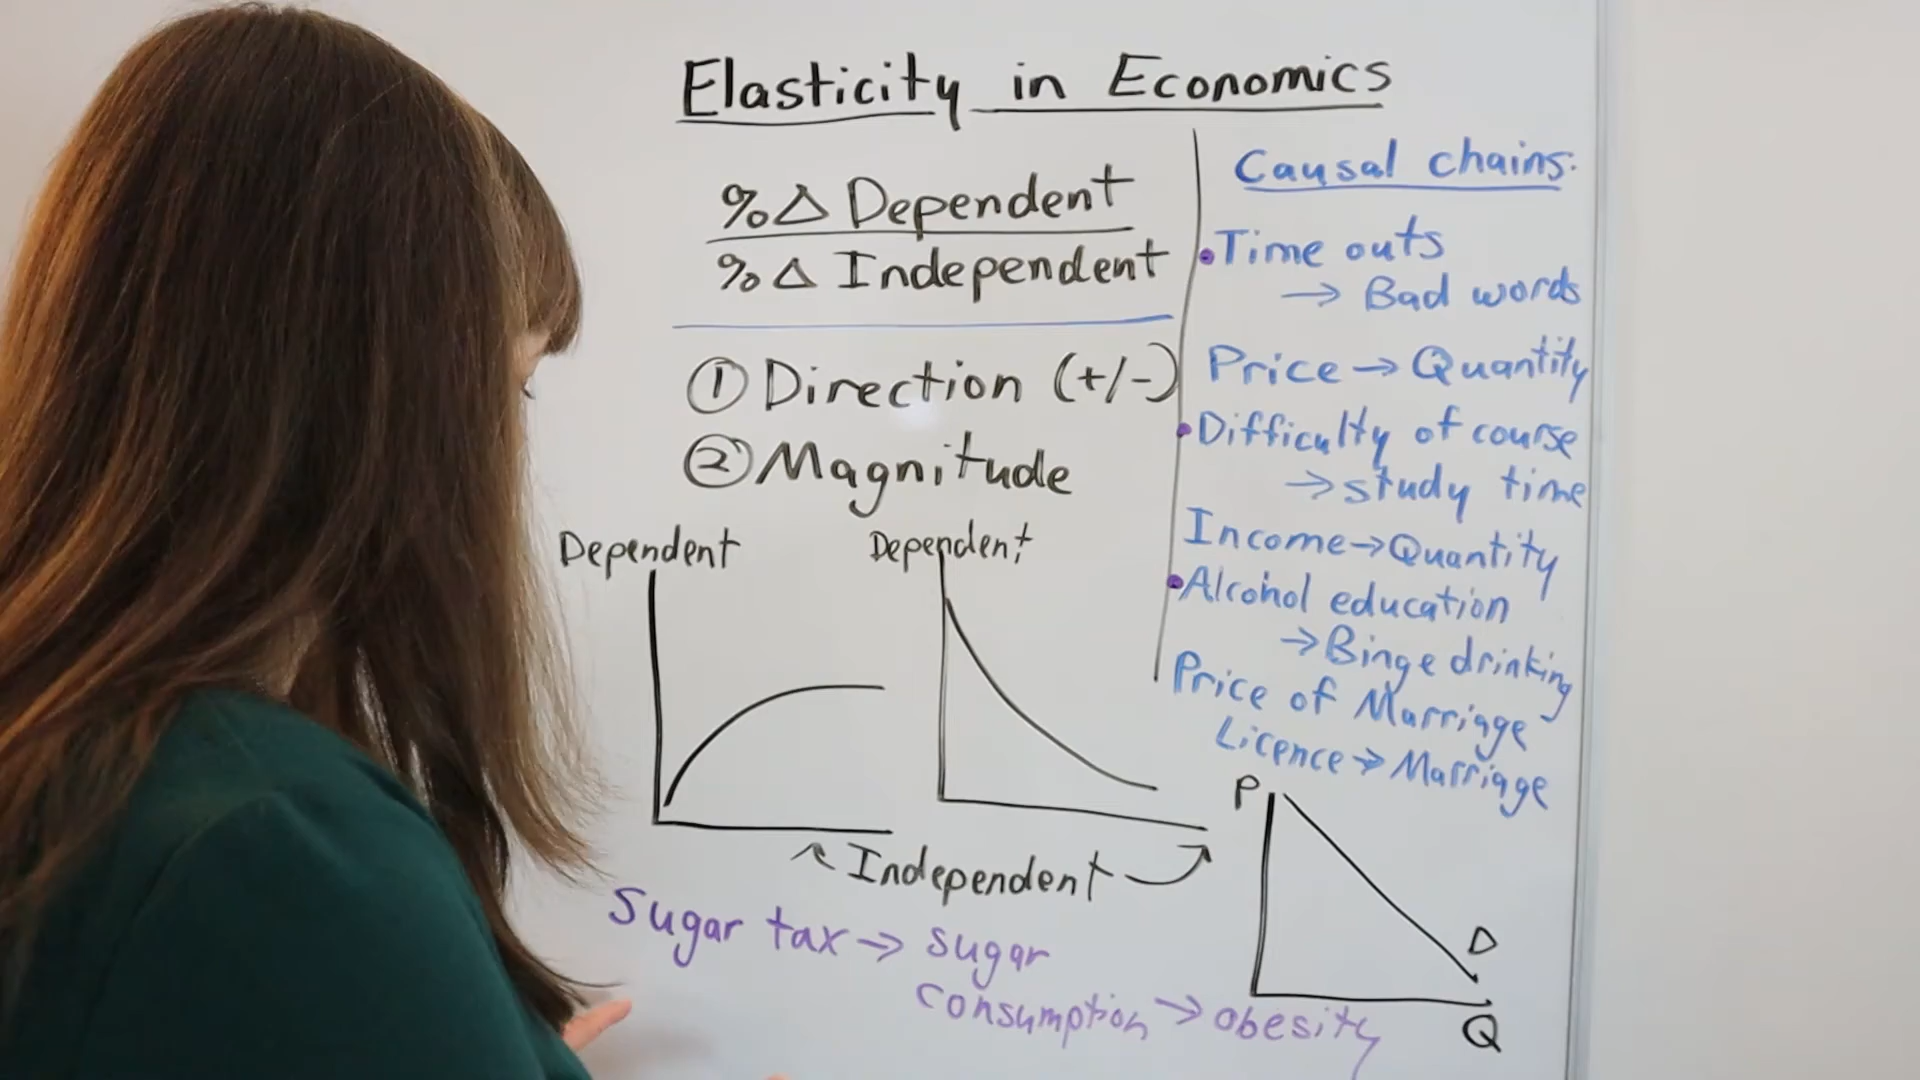 Elasticity in Economics
%△ Dependent
%△ Independent
① Direction (+/-)
② Magnitude
Dependent
Dependent
Independent
Causal chains:
•Time outs
→ Bad words
Price → Quantity
•Difficulty of course
→ study time
Income → Quantity
•Alcohol education
→ Binge drinking
Price of Marriage
Licence → Marriage
P
D
Q
Sugar tax → sugar
consumption → obesity